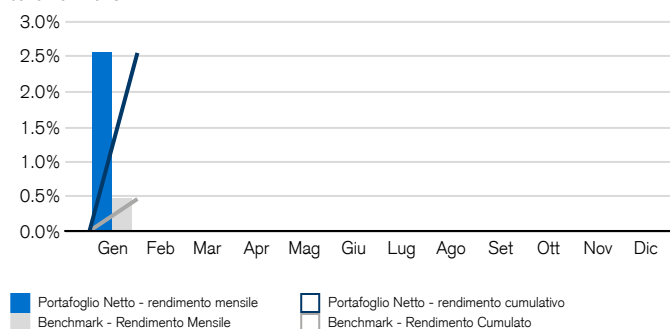 3.0%
2.5%
2.0%
1.5%
1.0%
0.5%
0.0%
Gen Feb Mar Apr Mag Giu Lug Ago Set Ott Nov Dic
Portafoglio Netto - rendimento mensile
Portafoglio Netto - rendimento cumulativo
Benchmark - Rendimento Mensile
Benchmark - Rendimento Cumulato